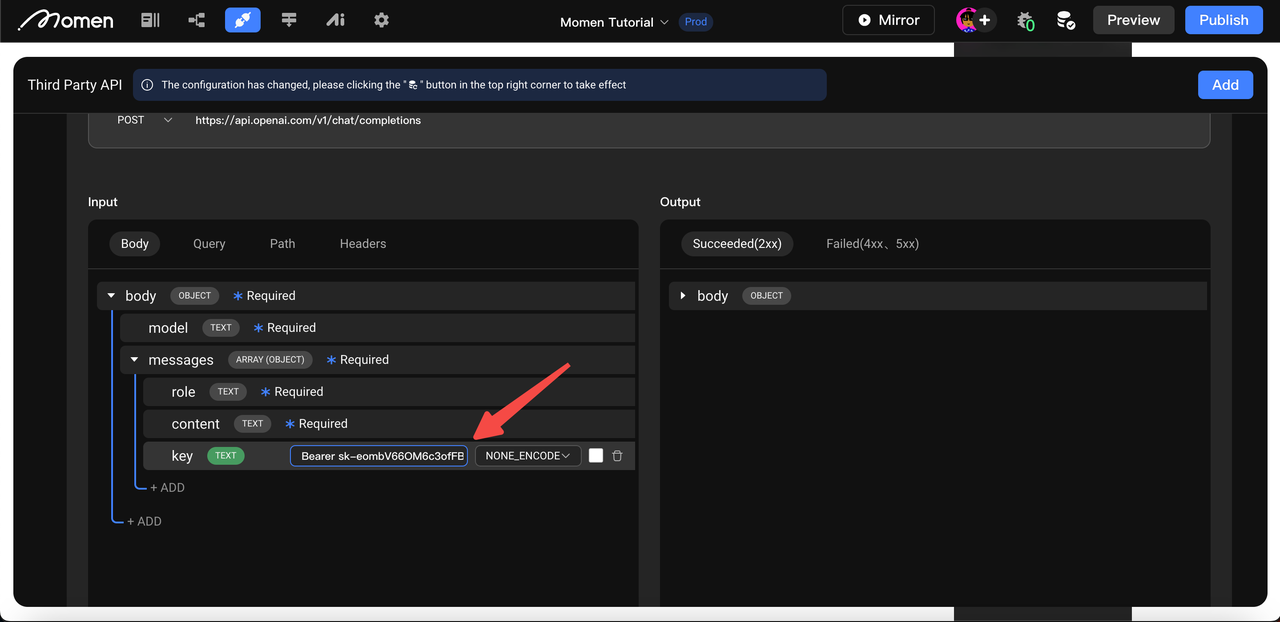 Momen
Ai
Momen Tutorial
Prod
Mirror
0
Preview
Publish
Third Party API
The configuration has changed, please clicking the " " button in the top right corner to take effect
Add
POST
https://api.openai.com/v1/chat/completions
Input
Output
Body
Query
Path
Headers
Succeeded(2xx)
Failed(4xx、5xx)
body OBJECT * Required
body OBJECT
model TEXT * Required
messages ARRAY (OBJECT) * Required
role TEXT * Required
content TEXT * Required
key TEXT Bearer sk-eombV66OM6c3ofFB NONE_ENCODE
+ ADD
+ ADD